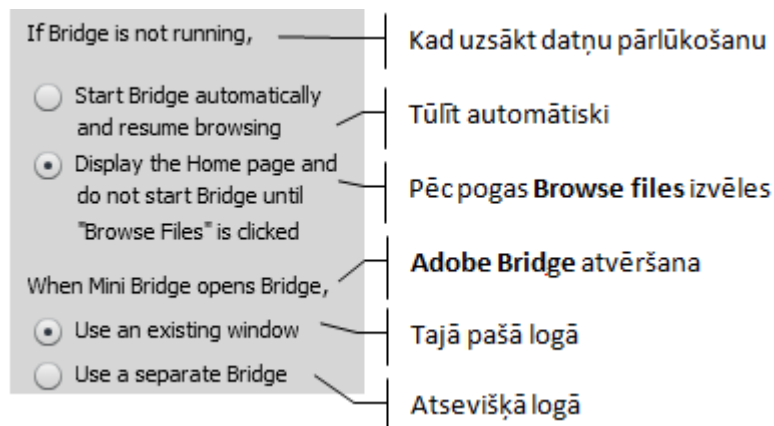 If Bridge is not running,
Kad uzsākt datņu pārlūkošanu
Start Bridge automatically
and resume browsing
Tūlīt automātiski
Display the Home page and
do not start Bridge until
"Browse Files" is clicked
Pēc pogas Browse files izvēles
When Mini Bridge opens Bridge,
Adobe Bridge atvēršana
Use an existing window
Tajā pašā logā
Use a separate Bridge
Atsevišķā logā